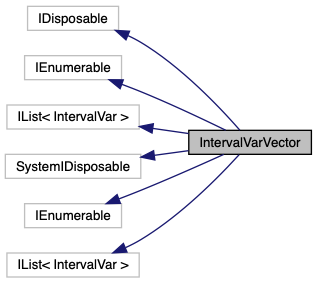 IDisposable
IEnumerable
IList< IntervalVar >
IntervalVarVector
SystemIDisposable
IEnumerable
IList< IntervalVar >